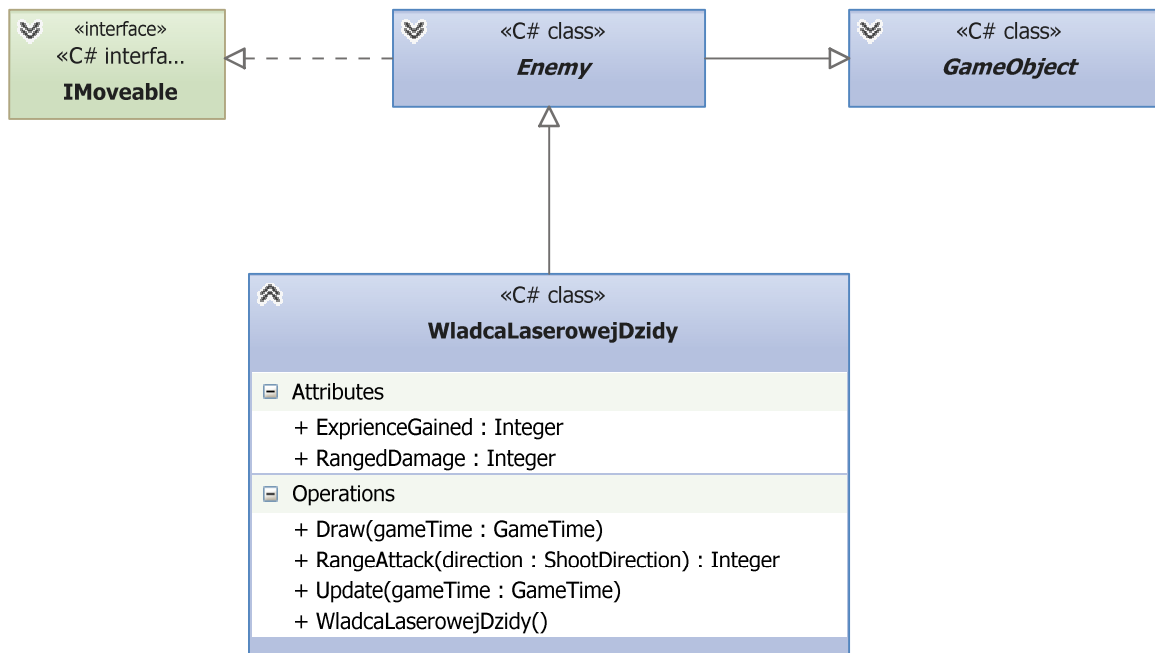 «interface»
«C# interfa...
IMoveable
«C# class»
Enemy
«C# class»
GameObject
«C# class»
WladcaLaserowejDzidy
Attributes
+ ExprienceGained : Integer
+ RangedDamage : Integer
Operations
+ Draw(gameTime : GameTime)
+ RangeAttack(direction : ShootDirection) : Integer
+ Update(gameTime : GameTime)
+ WladcaLaserowejDzidy()